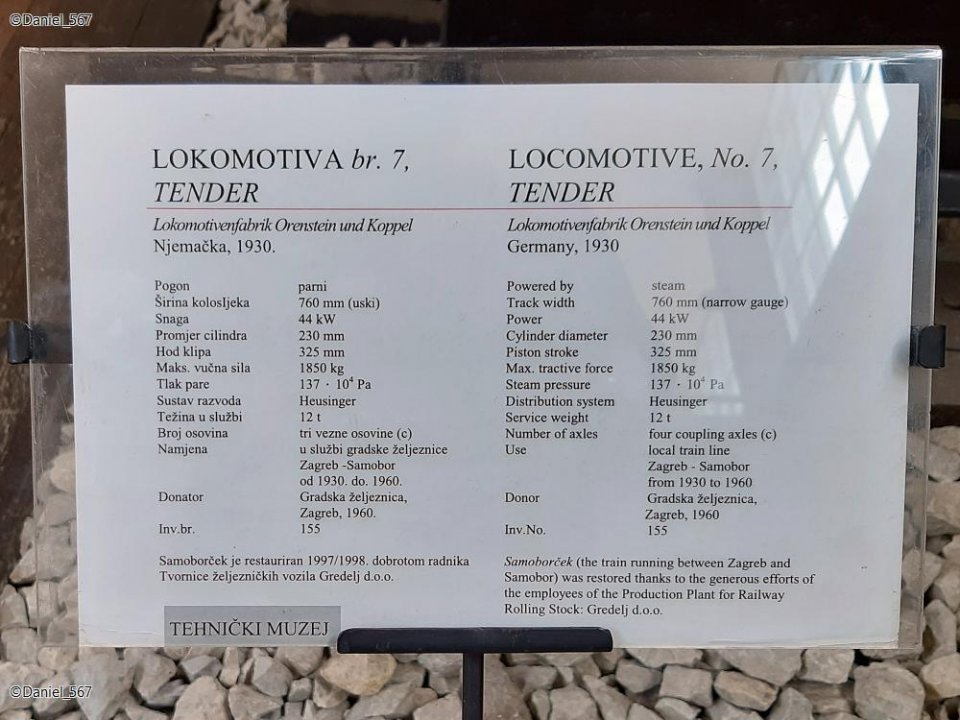 ©Daniel_567
LOKOMOTIVA br. 7,
TENDER
Lokomotivenfabrik Orenstein und Koppel
Njemačka, 1930.
Pogon parni
Širina kolosIjeka 760 mm (uski)
Snaga 44 kW
Promjer cilindra 230 mm
Hod klipa 325 mm
Maks. vučna sila 1850 kg
Tlak pare 137 · 10⁴ Pa
Sustav razvoda Heusinger
Težina u službi 12 t
Broj osovina tri vezne osovine (c)
Namjena u službi gradske željeznice
Zagreb -Samobor
od 1930. do. 1960.
Donator Gradska željeznica,
Zagreb, 1960.
Inv.br. 155
Samoborček je restauriran 1997/1998. dobrotom radnika
Tvornice željezničkih vozila Gredelj d.o.o.
TEHNIČKI MUZEJ
LOCOMOTIVE, No. 7,
TENDER
Lokomotivenfabrik Orenstein und Koppel
Germany, 1930
Powered by steam
Track width 760 mm (narrow gauge)
Power 44 kW
Cylinder diameter 230 mm
Piston stroke 325 mm
Max. tractive force 1850 kg
Steam pressure 137 · 10⁴ Pa
Distribution system Heusinger
Service weight 12 t
Number of axles four coupling axles (c)
Use local train line
Zagreb - Samobor
from 1930 to 1960
Donor Gradska željeznica,
Zagreb, 1960
Inv.No. 155
Samoborček (the train running between Zagreb and
Samobor) was restored thanks to the generous efforts of
the employees of the Production Plant for Railway
Rolling Stock: Gredelj d.o.o.
©Daniel_567